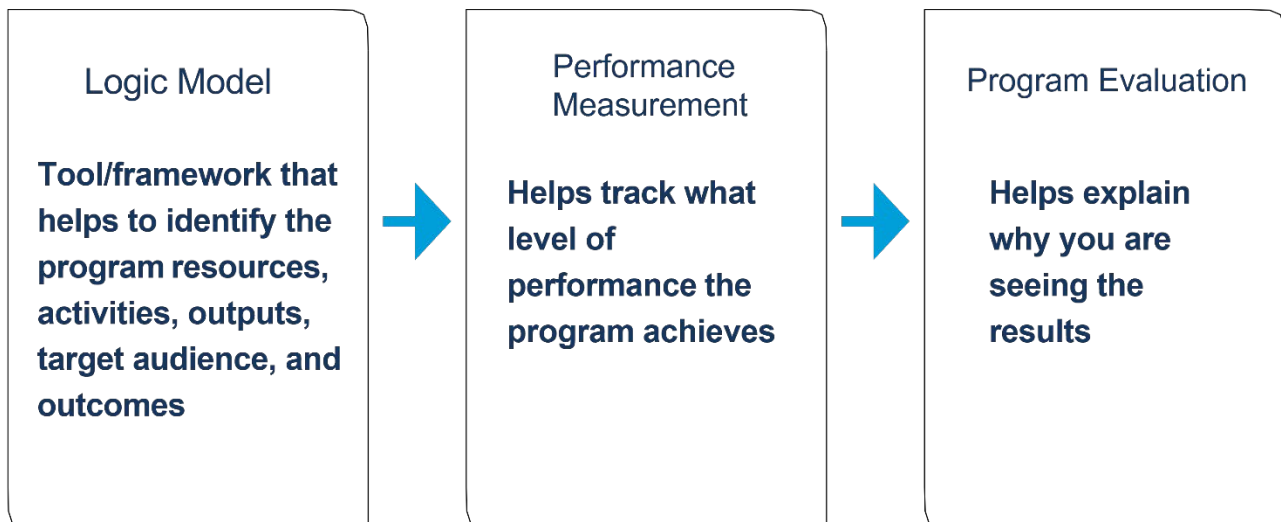 Logic Model
Tool/framework that
helps to identify the
program resources,
activities, outputs,
target audience, and
outcomes
Performance
Measurement
Helps track what
level of
performance the
program achieves
Program Evaluation
Helps explain
why you are
seeing the
results